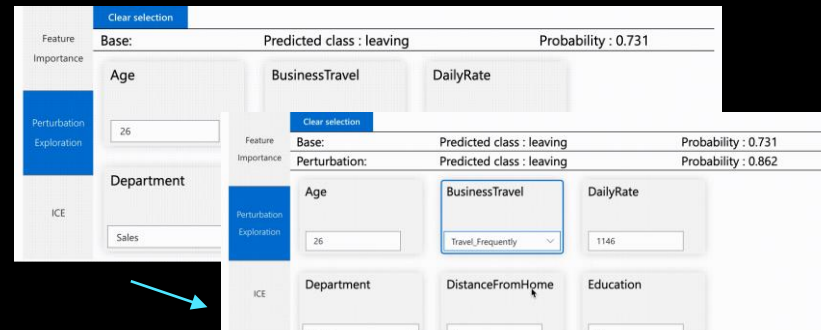 Clear selection
Feature
Importance
Base: Predicted class : leaving Probability : 0.731
Age BusinessTravel DailyRate
Perturbation
Exploration
26
Department
ICE
Sales
Clear selection
Feature
Importance
Base: Predicted class : leaving Probability : 0.731
Perturbation: Predicted class : leaving Probability : 0.862
Age BusinessTravel DailyRate
Perturbation
Exploration
26 Travel_Frequently 1146
Department DistanceFromHome Education
ICE